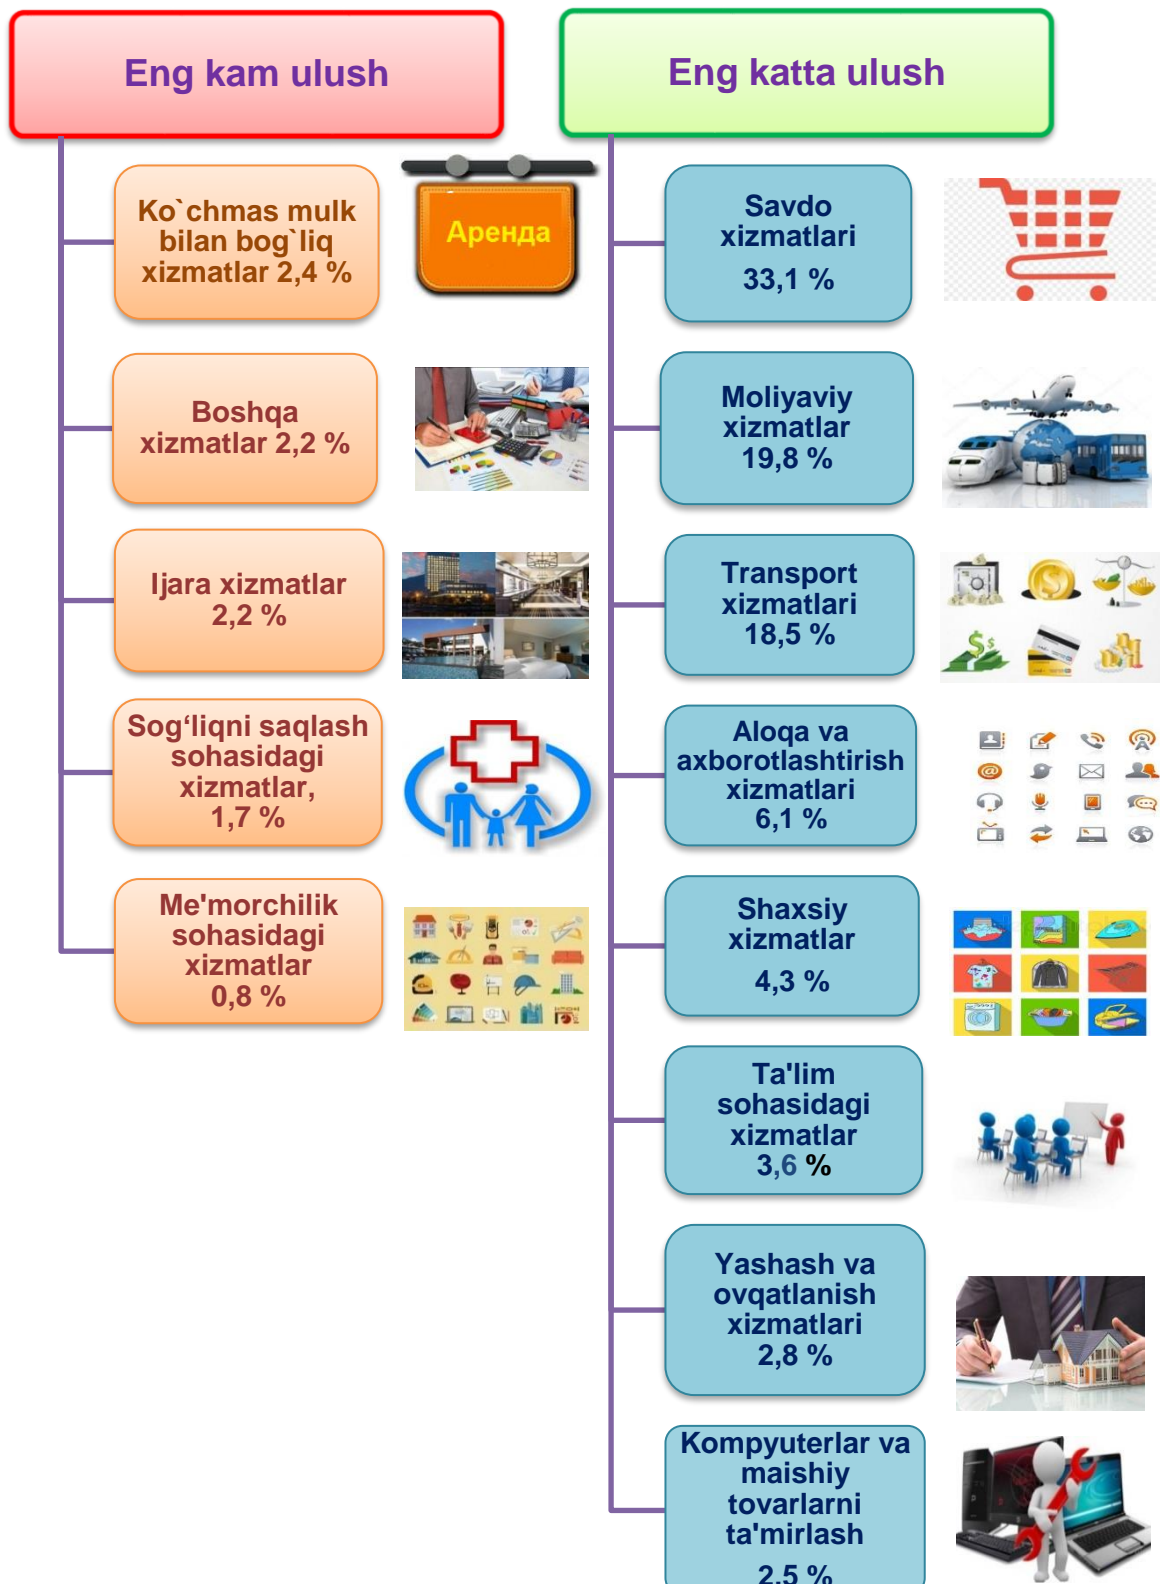 Eng kam ulush
Ko`chmas mulk
bilan bog`liq
xizmatlar 2,4 %
Аренда
Boshqa
xizmatlar 2,2 %
Ijara xizmatlar
2,2 %
Sog‘liqni saqlash
sohasidagi
xizmatlar,
1,7 %
Me'morchilik
sohasidagi
xizmatlar
0,8 %
Eng katta ulush
Savdo
xizmatlari
33,1 %
Moliyaviy
xizmatlar
19,8 %
Transport
xizmatlari
18,5 %
Aloqa va
axborotlashtirish
xizmatlari
6,1 %
Shaxsiy
xizmatlar
4,3 %
Ta'lim
sohasidagi
xizmatlar
3,6 %
Yashash va
ovqatlanish
xizmatlari
2,8 %
Kompyuterlar va
maishiy
tovarlarni
ta'mirlash
2,5 %